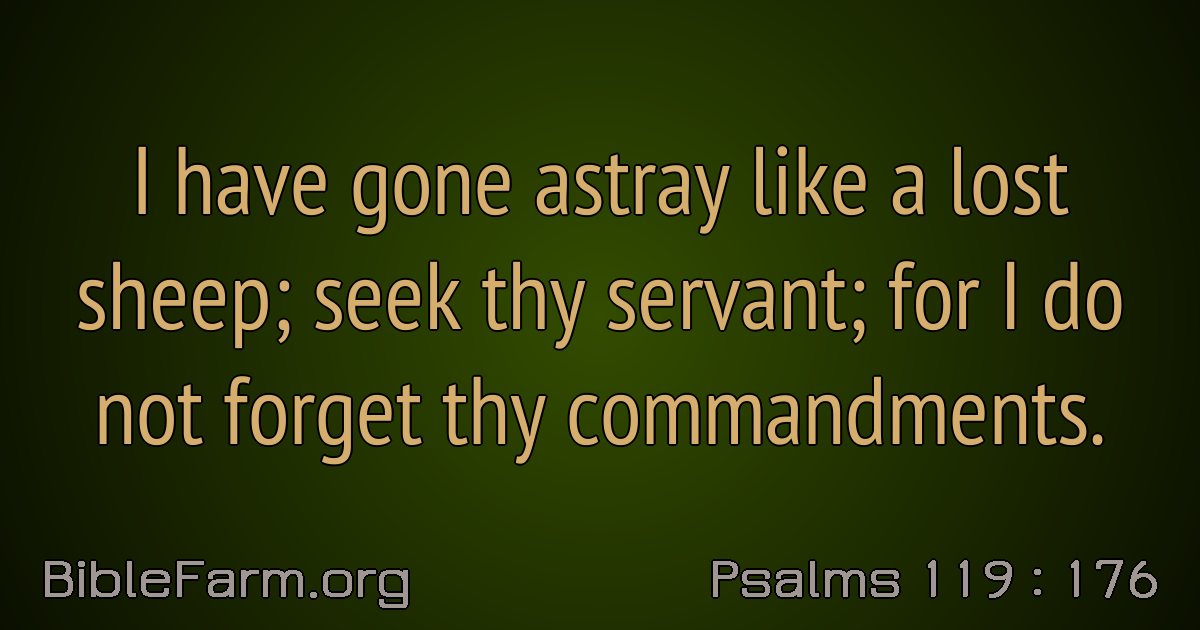 I have gone astray like a lost
sheep; seek thy servant; for I do
not forget thy commandments.
BibleFarm.org
Psalms 119 : 176